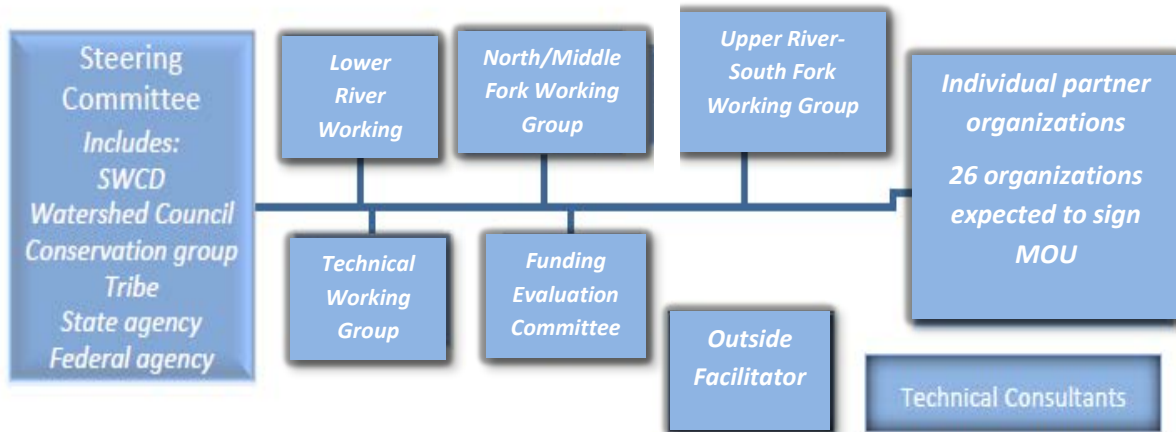 Steering
Committee
Includes:
SWCD
Watershed Council
Conservation group
Tribe
State agency
Federal agency
Lower
River
Working
North/Middle
Fork Working
Group
Upper River-
South Fork
Working Group
Individual partner
organizations
26 organizations
expected to sign
MOU
Technical
Working
Group
Funding
Evaluation
Committee
Outside
Facilitator
Technical Consultants